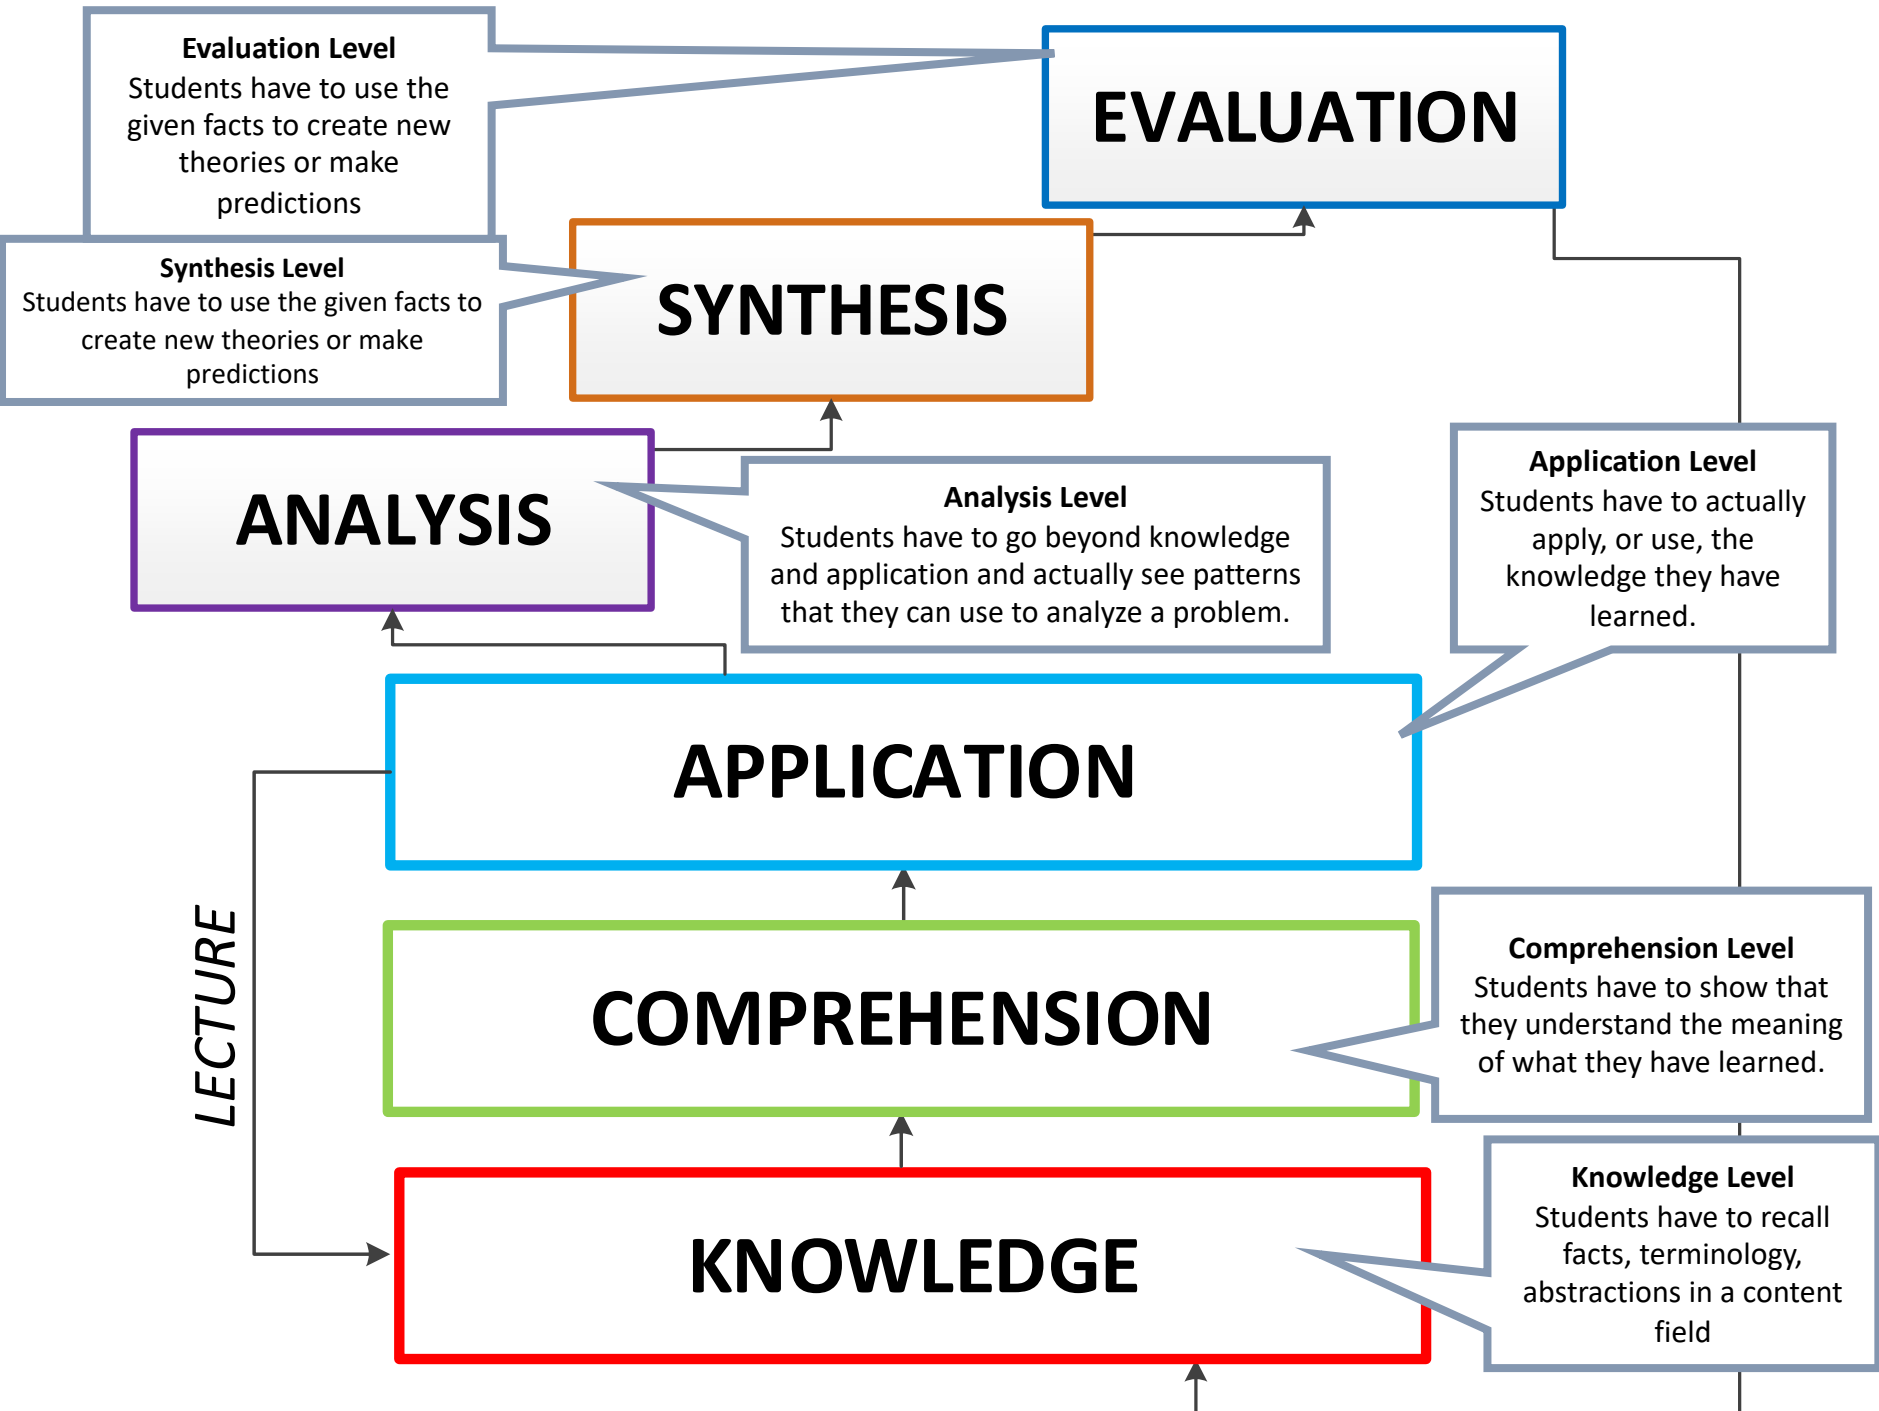 Evaluation Level
Students have to use the
given facts to create new
theories or make
predictions
EVALUATION
Synthesis Level
Students have to use the given facts to
create new theories or make
predictions
SYNTHESIS
ANALYSIS
Analysis Level
Students have to go beyond knowledge
and application and actually see patterns
that they can use to analyze a problem.
Application Level
Students have to actually
apply, or use, the
knowledge they have
learned.
APPLICATION
LECTURE
COMPREHENSION
Comprehension Level
Students have to show that
they understand the meaning
of what they have learned.
KNOWLEDGE
Knowledge Level
Students have to recall
facts, terminology,
abstractions in a content
field